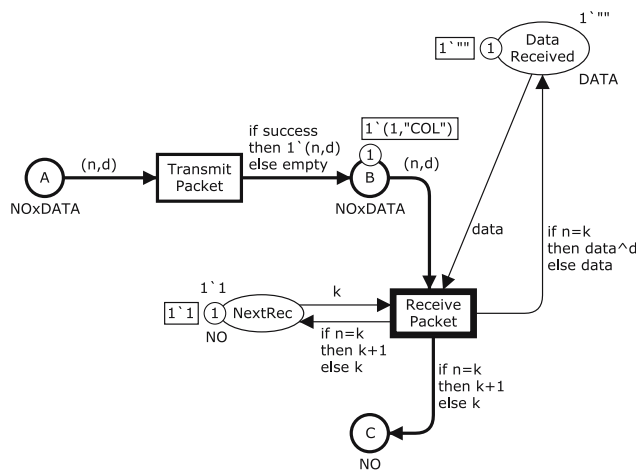 1`""
1`""
1
Data
Received
DATA
1`(1,"COL")
1
if success
then 1`(n,d)
else empty
(n,d)
A
Transmit
Packet
B
(n,d)
NOxDATA
NOxDATA
data
if n=k
then data^d
else data
1`1
1`1
1
NextRec
NO
k
Receive
Packet
if n=k
then k+1
else k
if n=k
then k+1
else k
C
NO